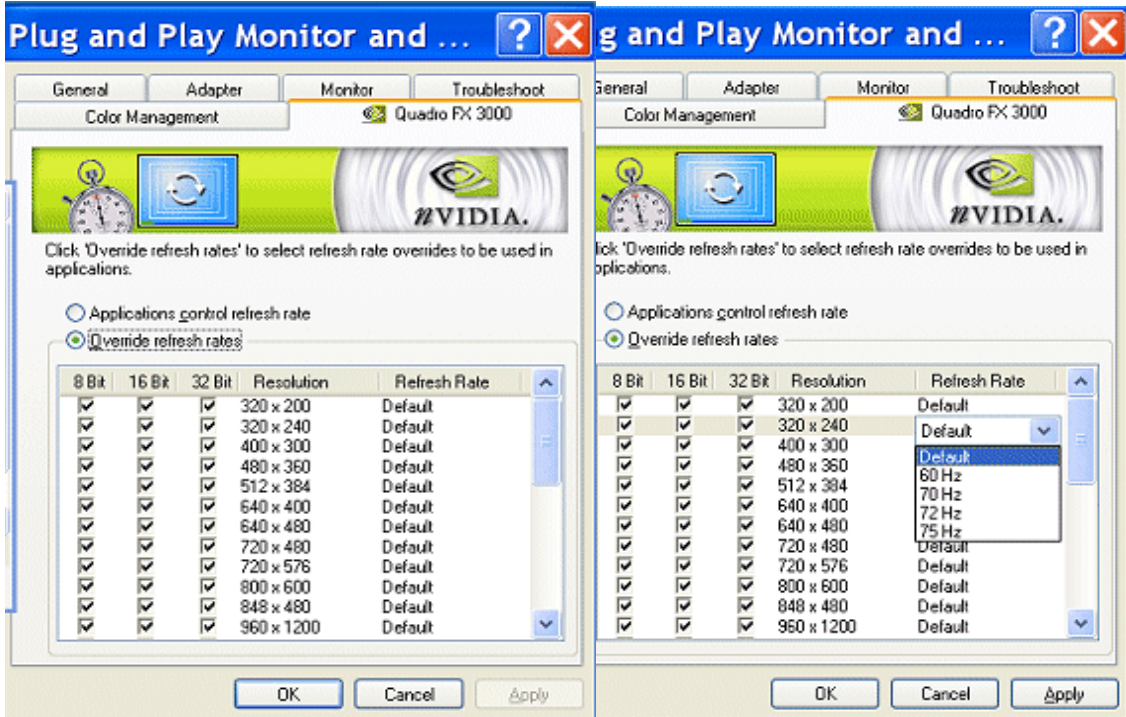 Plug and Play Monitor and ...
General Adapter Monitor Troubleshoot
Color Management Quadro FX 3000
nVIDIA.
Click 'Override refresh rates' to select refresh rate overrides to be used in
applications.
Applications control refresh rate
Override refresh rates
8 Bit 16 Bit 32 Bit Resolution Refresh Rate
320 x 200 Default
320 x 240 Default
400 x 300 Default
480 x 360 Default
512 x 384 Default
640 x 400 Default
640 x 480 Default
720 x 480 Default
720 x 576 Default
800 x 600 Default
848 x 480 Default
960 x 1200 Default
OK Cancel Apply
g and Play Monitor and ...
General Adapter Monitor Troubleshoot
Color Management Quadro FX 3000
nVIDIA.
lick 'Override refresh rates' to select refresh rate overrides to be used in
pplications.
Applications control refresh rate
Override refresh rates
8 Bit 16 Bit 32 Bit Resolution Refresh Rate
320 x 200 Default
320 x 240 Default
400 x 300 Default
480 x 360 60 Hz
512 x 384 70 Hz
640 x 400 72 Hz
640 x 480 75 Hz
720 x 480 Default
720 x 576 Default
800 x 600 Default
848 x 480 Default
960 x 1200 Default
OK Cancel Apply